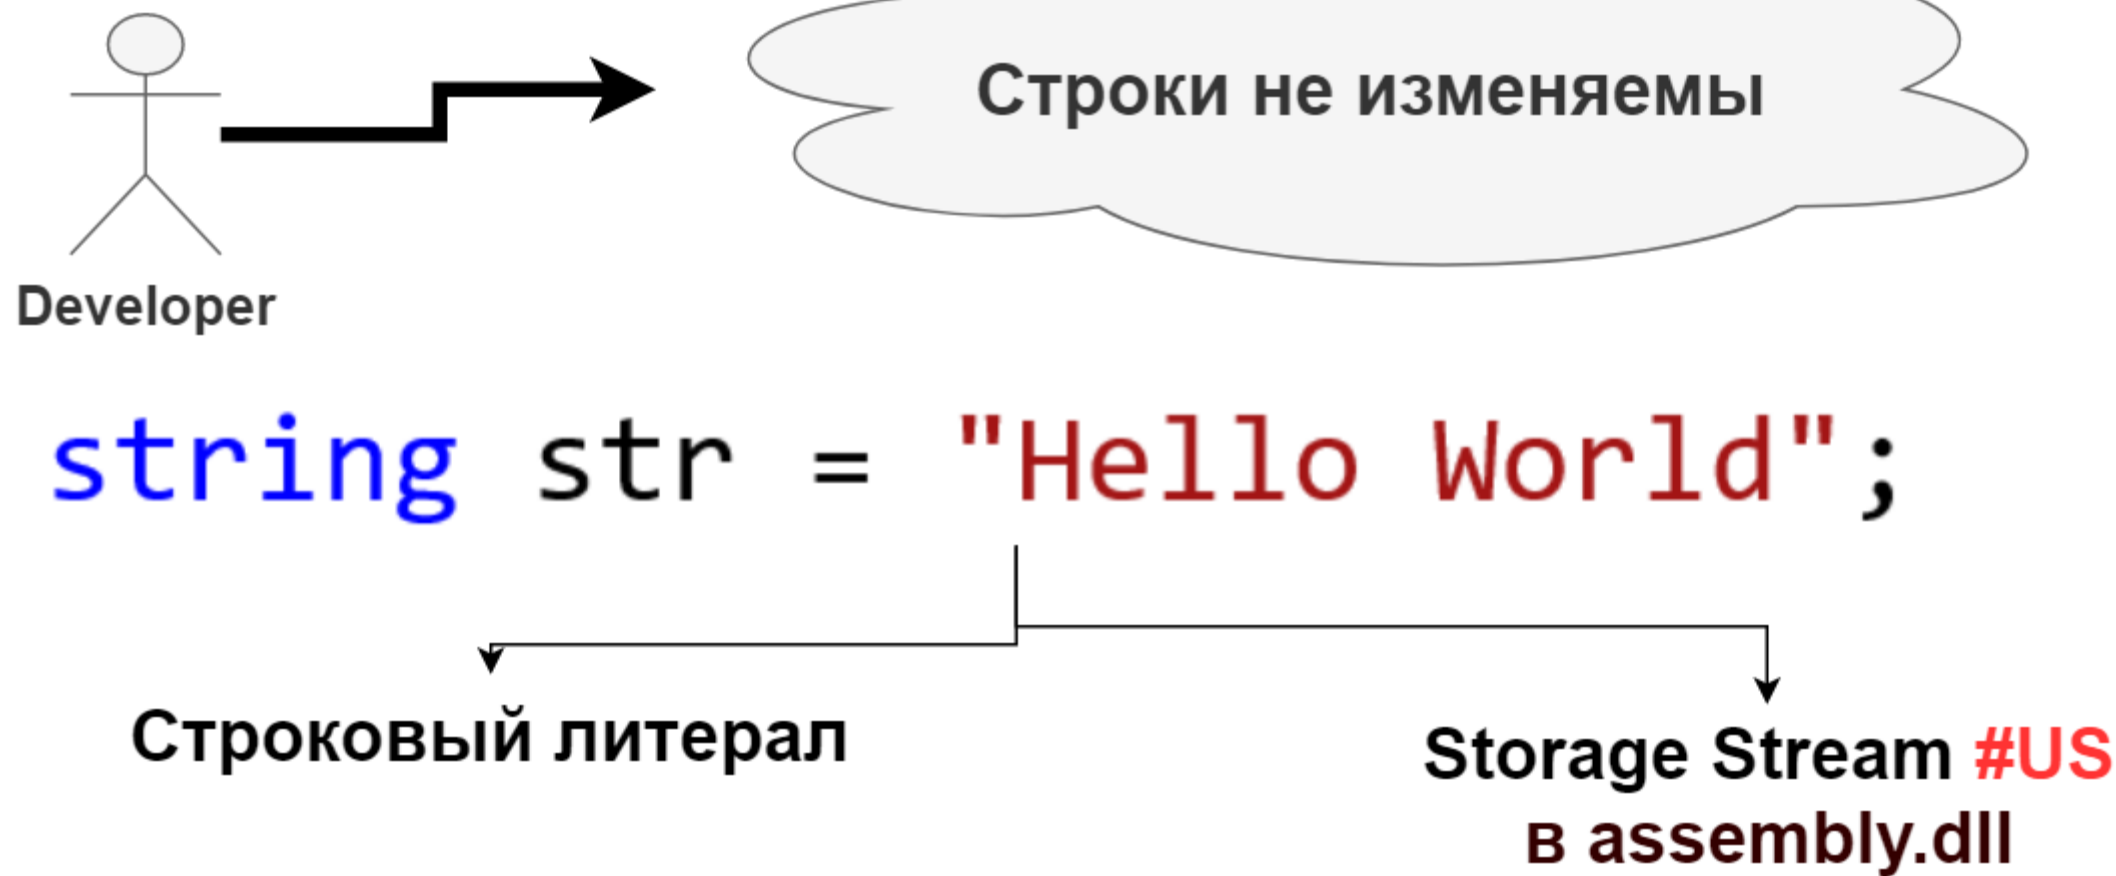 Строки не изменяемы
Developer
string str = "Hello World";
Строковый литерал
Storage Stream #US
в assembly.dll